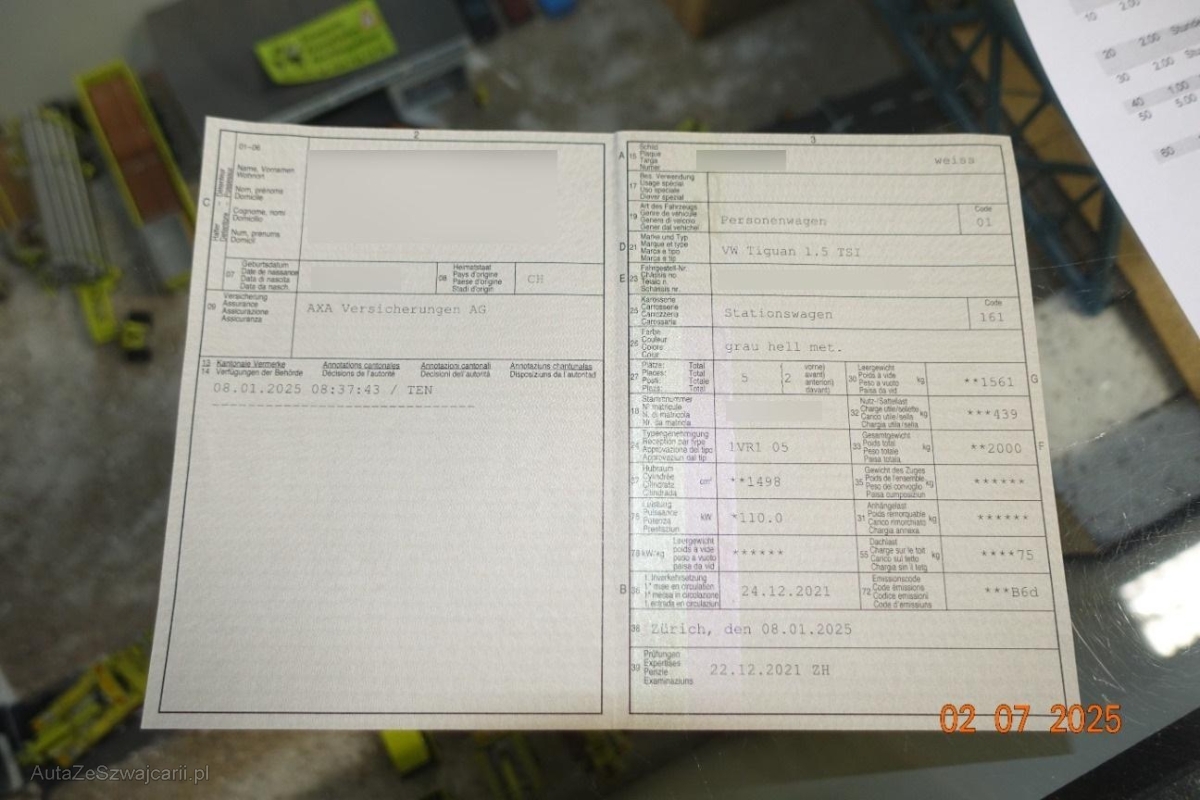 2
01-06
Name, Vornamen
Wohnort
Nom, prénoms
Domicile
Cognome, nomi
Domicilio
Num, prenums
Domicil
C
07
Geburtsdatum
Date de naissance
Data di nascita
Data da nasch.
08
Heimatstaat
Pays d'origine
Paese d'origine
Stadi d'origin
CH
09
Versicherung
Assurance
Assicurazione
Assicuranza
AXA Versicherungen AG
13
14
Kantonale Vermerke
Verfügungen der Behörde
Annotations cantonales
Décisions de l'autorité
Annotazioni cantonali
Decisioni dell'autorità
Annotaziuns chantunalas
Disposiziuns da l'autoritad
08.01.2025 08:37:43 / TEN
3
A 15
Schild
Plaque
Targa
Numer
weiss
17
Bes. Verwendung
Usage spécial
Uso speciale
Diever spezial
19
Art des Fahrzeugs
Genre de véhicule
Genere di veicolo
Gener dal vehichel
Personenwagen
Code
01
D 21
Marke und Typ
Marque et type
Marca e tipo
Marca e tip
VW Tiguan 1.5 TSI
E 23
Fahrgestell-Nr.
Châssis no
Telaio n.
Schassis nr.
25
Karosserie
Carrosserie
Carrozzeria
Carossaria
Stationswagen
Code
161
26
Farbe
Couleur
Colore
Colur
grau hell met.
27
Plätze: Total
Places: Total
Posti: Totale
Plazs: Total
5
2
vorne)
avant)
anteriori)
davant)
30
Leergewicht
Poids à vide
Peso a vuoto
Paisa da vid
kg
**1561
G
18
Stammnummer
N° matricule
N. di matricola
Nr. da matricla
32
Nutz-/Sattellast
Charge utile/sellette
Carico utile/sella
Chargia utila/sella
kg
***439
24
Typengenehmigung
Réception par type
Approvazione del tipo
Approvaziun dal tip
1VR1 05
33
Gesamtgewicht
Poids total
Peso totale
Paisa totala
kg
**2000
F
37
Hubraum
Cylindrée
Cilindrata
Cilindrada
cm³
**1498
35
Gewicht des Zuges
Poids de l'ensemble
Peso del convoglio
Paisa cumposiziun
kg
******
76
Leistung
Puissance
Potenza
Prestaziun
kW
*110.0
31
Anhängelast
Poids remorquable
Carico rimorchiato
Chargia annexa
kg
******
78 kW/kg
Leergewicht
poids à vide
peso a vuoto
paisa da vid
******
55
Dachlast
Charge sur le toit
Carico sul tetto
Chargia sin il tetg
kg
****75
B 36
1. Inverkehrsetzung
1re mise en circulation
1a messa in circolazione
1. entrada en circulaziun
24.12.2021
72
Emissionscode
Code émissions
Codice emissioni
Code d'emissiuns
***B6d
38
Zürich, den 08.01.2025
39
Prüfungen
Expertises
Perizie
Examinaziuns
22.12.2021 ZH
10 2.00
20 2.00
30 2.00
40 1.00
50 5.00
60
02 07 2025
AutaZeSzwajcarii.pl